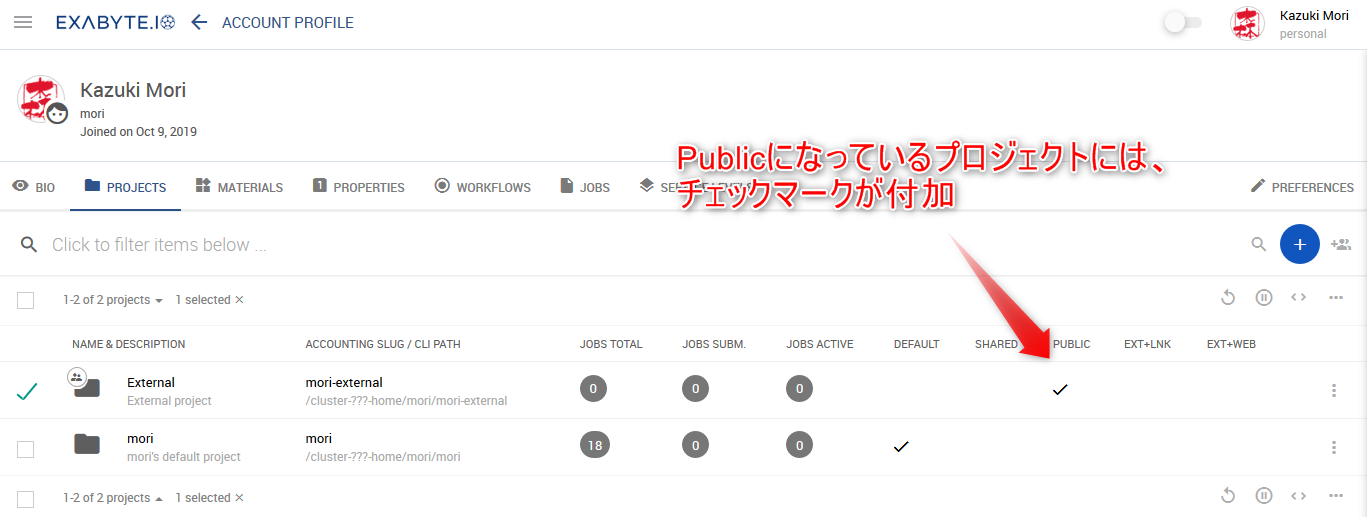 EXABYTE.IO ACCOUNT PROFILE
Kazuki Mori
personal
Kazuki Mori
mori
Joined on Oct 9, 2019
Publicになっているプロジェクトには、
チェックマークが付加
BIO PROJECTS MATERIALS PROPERTIES WORKFLOWS JOBS PREFERENCES
Click to filter items below ...
1-2 of 2 projects 1 selected ×
NAME & DESCRIPTION ACCOUNTING SLUG / CLI PATH JOBS TOTAL JOBS SUBM. JOBS ACTIVE DEFAULT SHARED PUBLIC EXT+LNK EXT+WEB
External mori-external 0 0 0
External project /cluster-???-home/mori/mori-external
mori mori 18 0 0
mori's default project /cluster-???-home/mori/mori
1-2 of 2 projects 1 selected ×